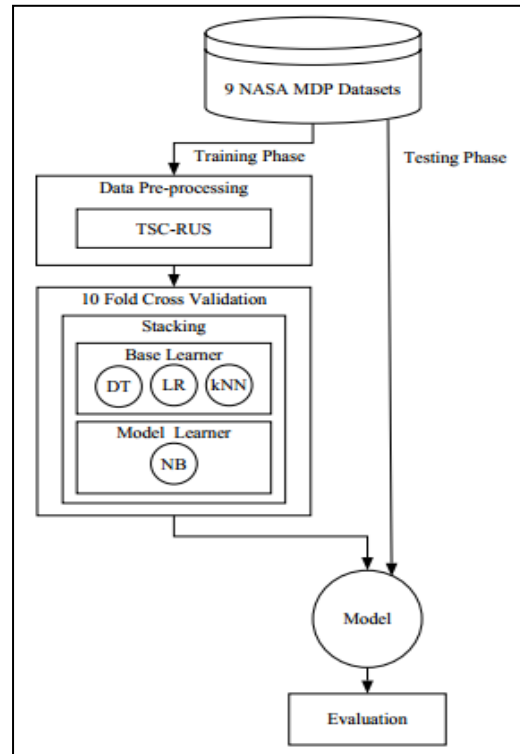 9 NASA MDP Datasets
Training Phase
Testing Phase
Data Pre-processing
TSC-RUS
10 Fold Cross Validation
Stacking
Base Learner
DT LR kNN
Model Learner
NB
Model
Evaluation